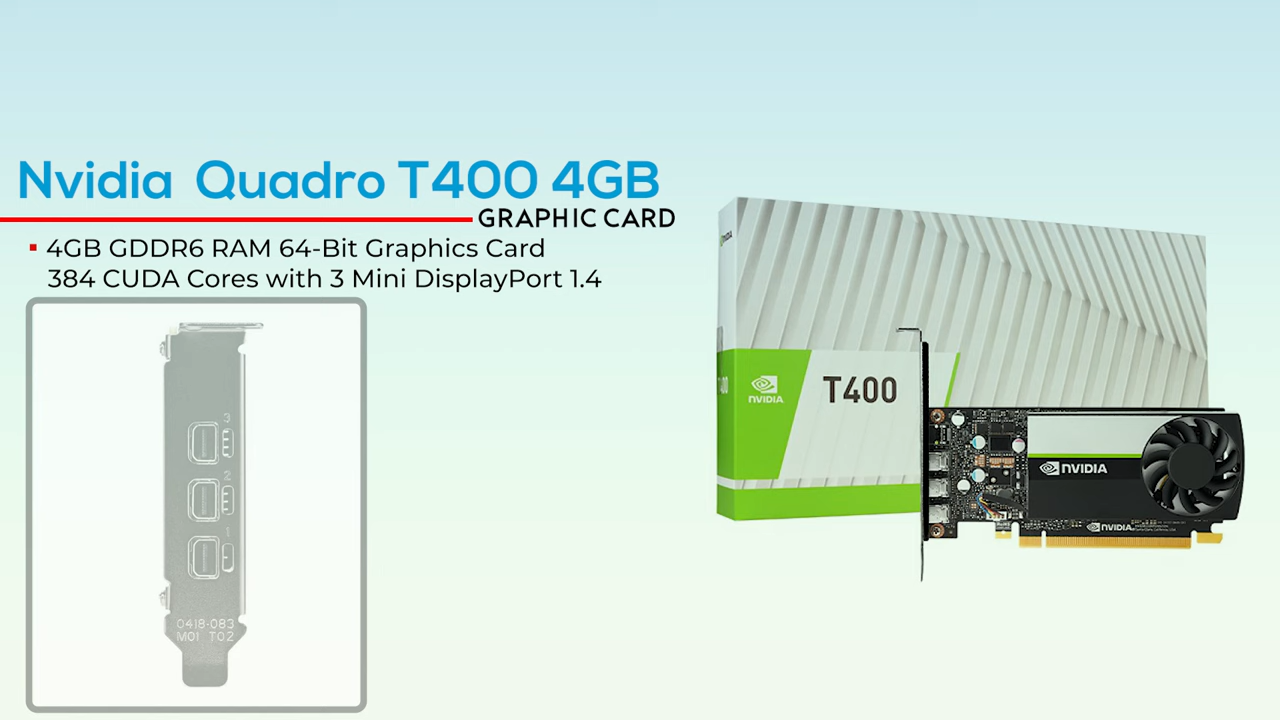 Nvidia Quadro T400 4GB
GRAPHIC CARD
4GB GDDR6 RAM 64-Bit Graphics Card
384 CUDA Cores with 3 Mini DisplayPort 1.4
3
2
1
0418-083
M01 T02
NVIDIA
T400
NVIDIA
NVIDIA